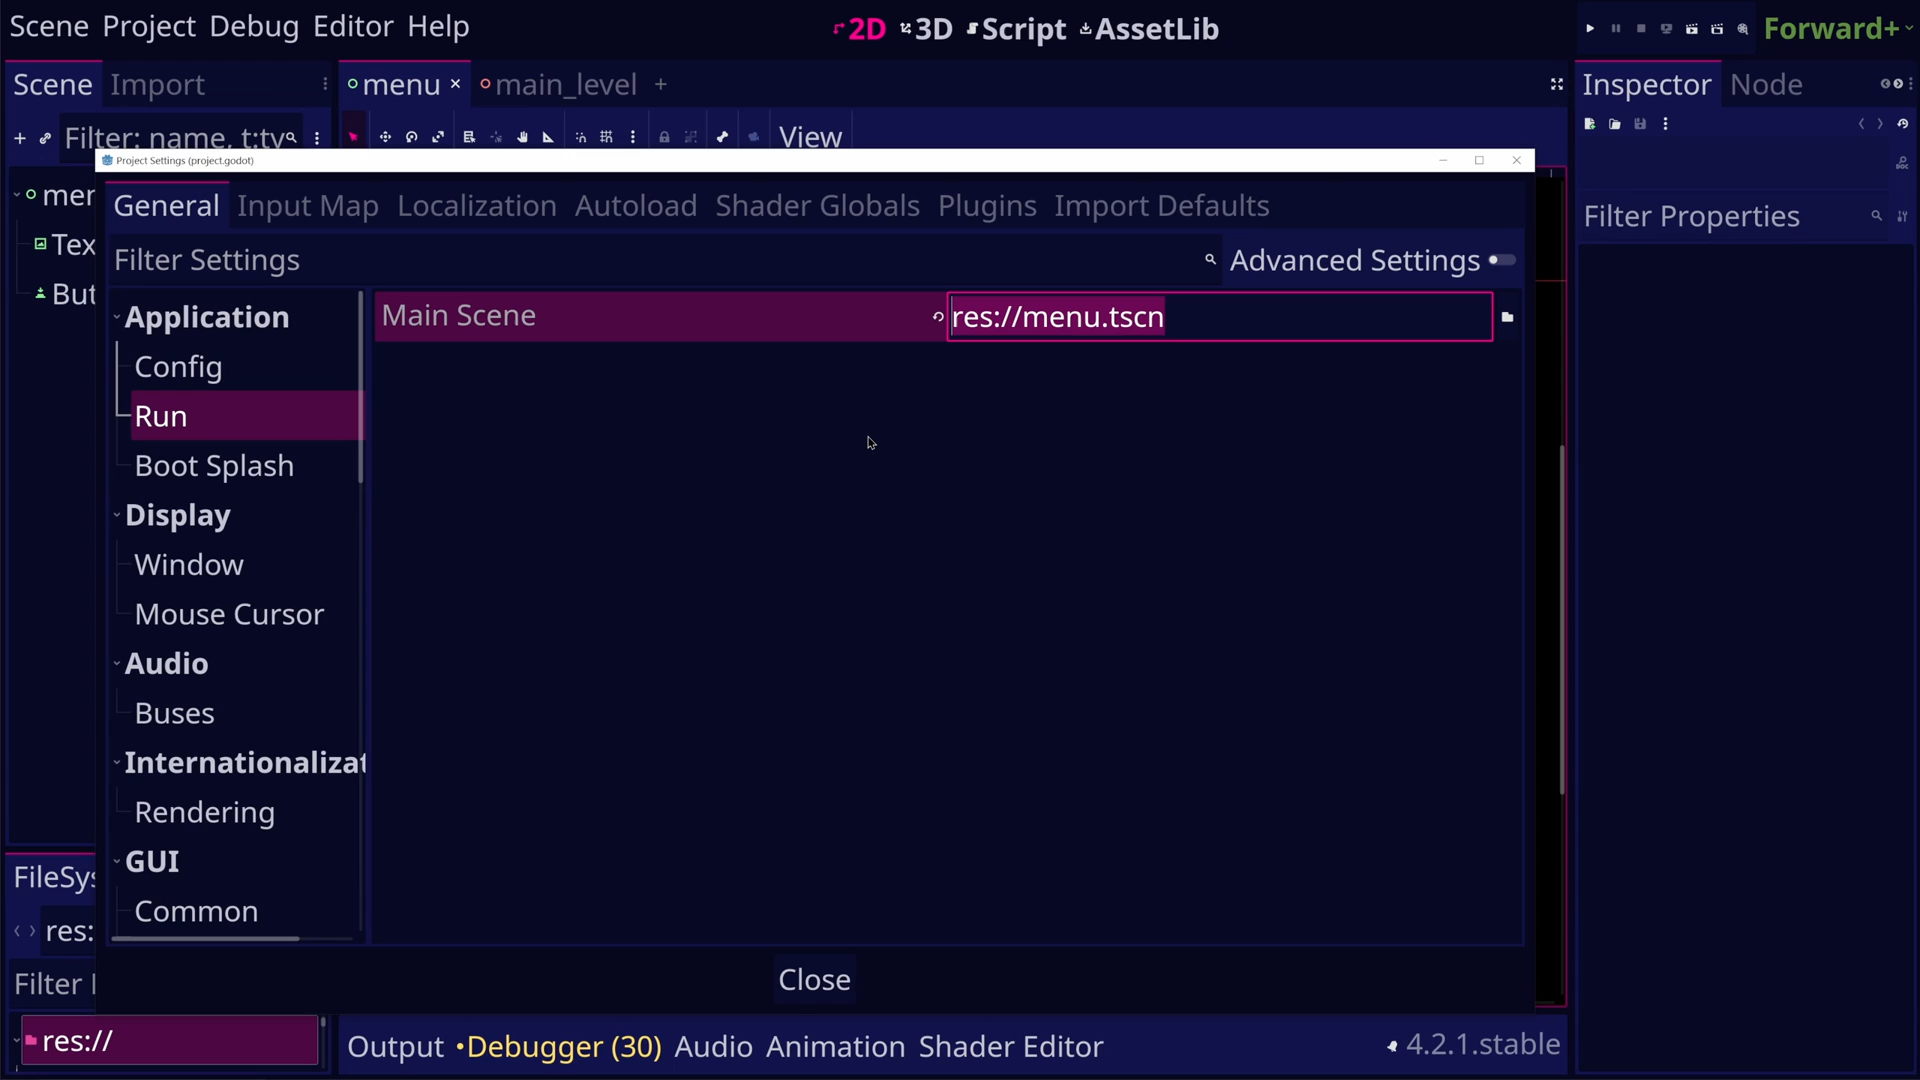 Scene Project Debug Editor Help
2D 3D Script AssetLib
Forward+
Scene Import
menu main_level
Inspector Node
Filter: name, t:ty
View
Project Settings (project.godot)
General Input Map Localization Autoload Shader Globals Plugins Import Defaults
Filter Settings
Advanced Settings
Filter Properties
men
Tex
But
Application
Config
Run
Boot Splash
Display
Window
Mouse Cursor
Audio
Buses
Internationalizat
Rendering
GUI
Common
Main Scene
res://menu.tscn
Close
FileSys
res:
Filter
res://
Output Debugger (30) Audio Animation Shader Editor
4.2.1.stable